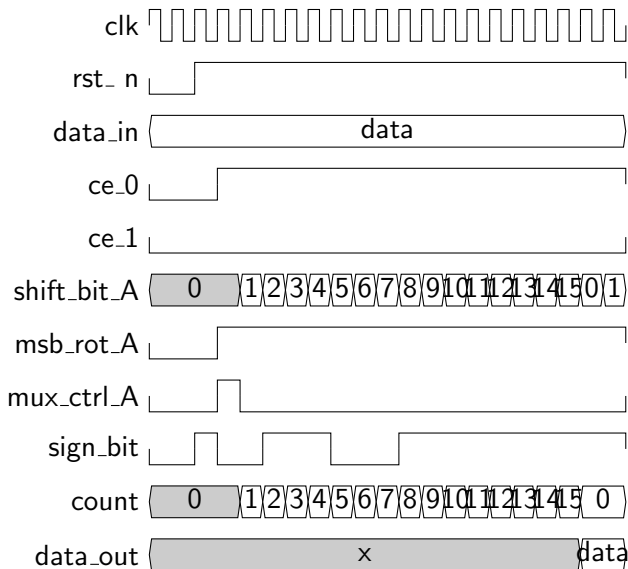 clk
rst_ n
data_in data
ce_0
ce_1
shift_bit_A 0 1 2 3 4 5 6 7 8 9 10 11 12 13 14 15 0 1
msb_rot_A
mux_ctrl_A
sign_bit
count 0 1 2 3 4 5 6 7 8 9 10 11 12 13 14 15 0
data_out x data